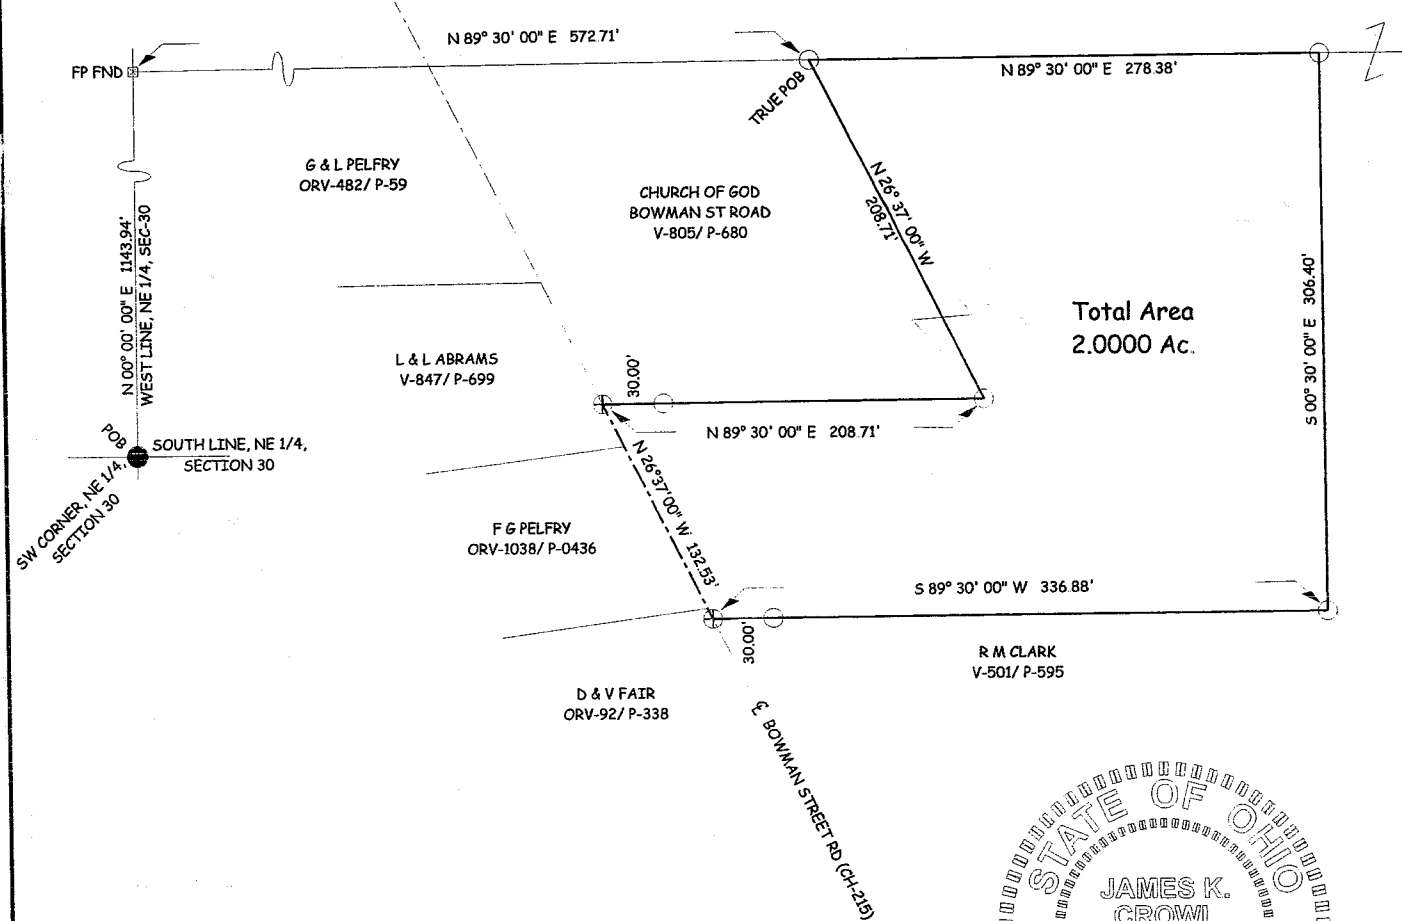 N 89° 30' 00" E 572.71'
FP FND
TRUE POB
N 89° 30' 00" E 278.38'
G & L PELFRY
ORV-482/ P-59
CHURCH OF GOD
BOWMAN ST ROAD
V-805/ P-680
N 26° 37' 00" W
208.71'
N 00° 00' 00" E 1143.94'
WEST LINE, NE 1/4, SEC-30
Total Area
2.0000 Ac.
S 00° 30' 00" E 306.40'
L & L ABRAMS
V-847/ P-699
30.00'
N 89° 30' 00" E 208.71'
POB
SOUTH LINE, NE 1/4,
SECTION 30
SW CORNER, NE 1/4,
SECTION 30
N 26°37'00" W 132.53'
F G PELFRY
ORV-1038/ P-0436
S 89° 30' 00" W 336.88'
30.00'
R M CLARK
V-501/ P-595
D & V FAIR
ORV-92/ P-338
℄ BOWMAN STREET RD (CH-215)
STATE OF OHIO
JAMES K.
CROWL